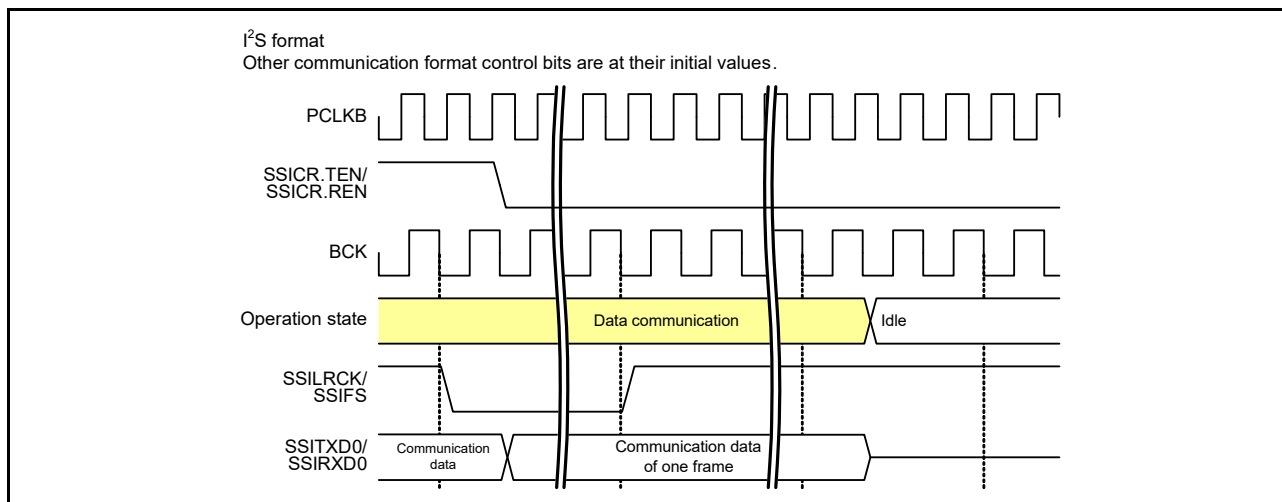 I²S format
Other communication format control bits are at their initial values.
PCLKB
SSICR.TEN/
SSICR.REN
BCK
Operation state
Data communication
Idle
SSILRCK/
SSIFS
SSITXD0/
SSIRXD0
Communication
data
Communication data
of one frame